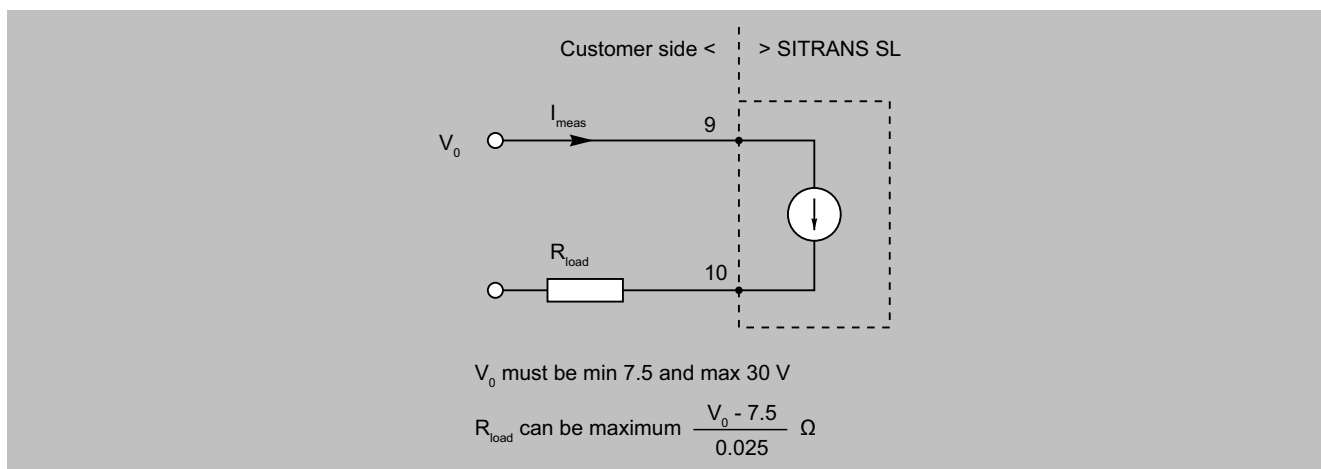 Customer side < > SITRANS SL
I_meas
9
V_0
R_load
10
V_0 must be min 7.5 and max 30 V
R_load can be maximum (V_0 - 7.5) / 0.025 Ω